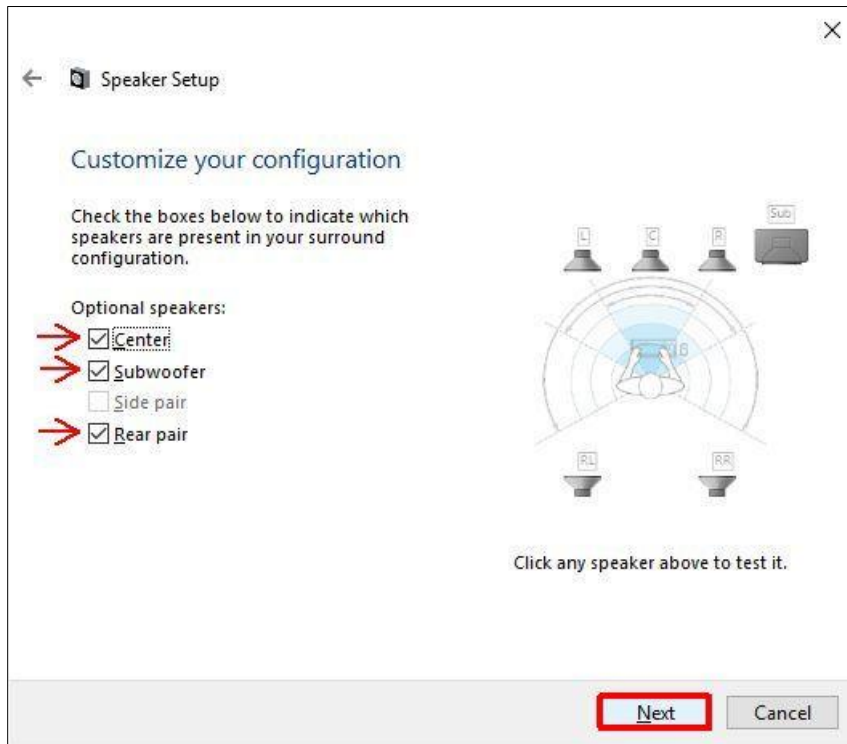 Speaker Setup
Customize your configuration
Check the boxes below to indicate which
speakers are present in your surround
configuration.
Optional speakers:
Center
Subwoofer
Side pair
Rear pair
Sub
L C R
RL RR
Click any speaker above to test it.
Next Cancel